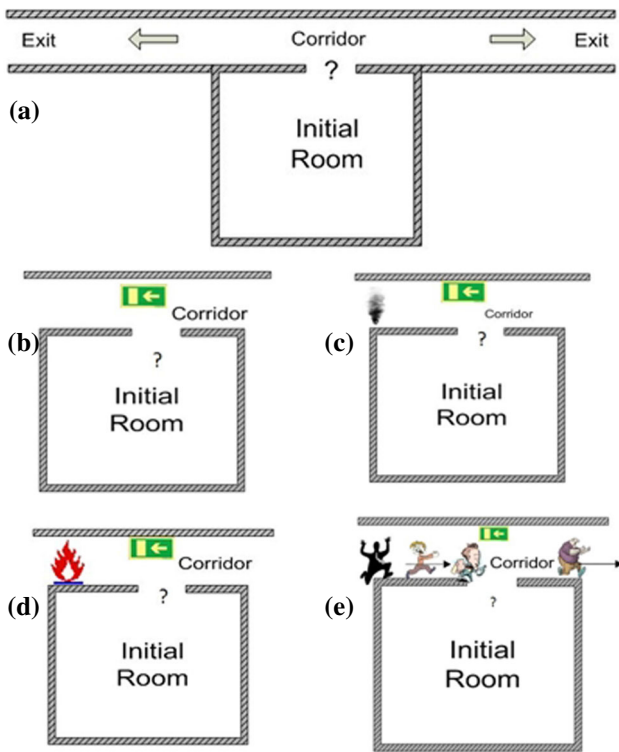 Exit
Corridor
Exit
?
(a)
Initial
Room
(b)
Corridor
?
Initial
Room
(c)
Corridor
?
Initial
Room
(d)
Corridor
?
Initial
Room
(e)
Corridor
?
Initial
Room